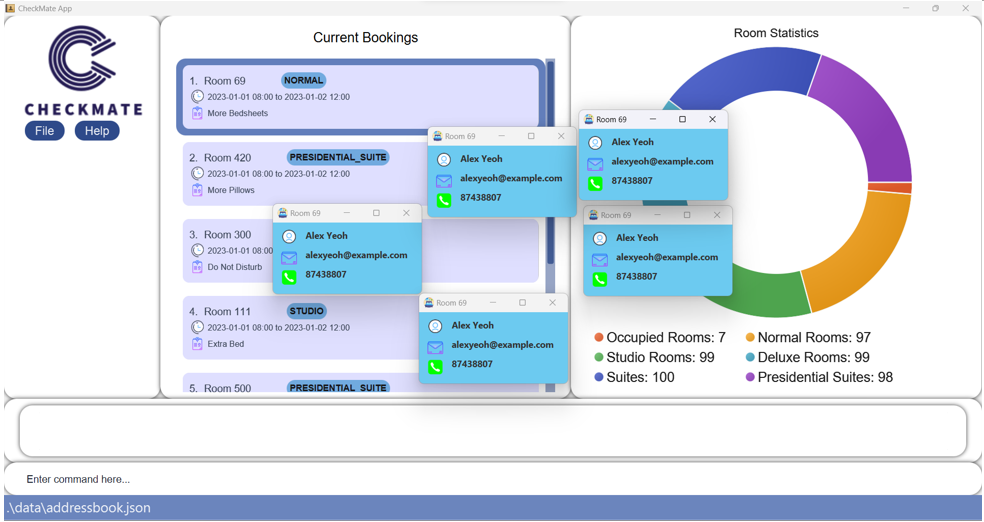 CheckMate App
CHECKMATE
File Help
Current Bookings
1. Room 69 NORMAL
2023-01-01 08:00 to 2023-01-02 12:00
More Bedsheets
2. Room 420 PRESIDENTIAL_SUITE
2023-01-01 08:00 to 2023-01-02 12:00
More Pillows
3. Room 300
2023-01-01 08:00
Do Not Disturb
4. Room 111 STUDIO
2023-01-01 08:00 to 2023-01-02 12:00
Extra Bed
5. Room 500 PRESIDENTIAL_SUITE
Room 69
Alex Yeoh
alexyeoh@example.com
87438807
Room 69
Alex Yeoh
alexyeoh@example.com
87438807
Room 69
Alex Yeoh
alexyeoh@example.com
87438807
Room 69
Alex Yeoh
alexyeoh@example.com
87438807
Room 69
Alex Yeoh
alexyeoh@example.com
87438807
Room Statistics
Occupied Rooms: 7 Normal Rooms: 97
Studio Rooms: 99 Deluxe Rooms: 99
Suites: 100 Presidential Suites: 98
Enter command here...
.\data\addressbook.json